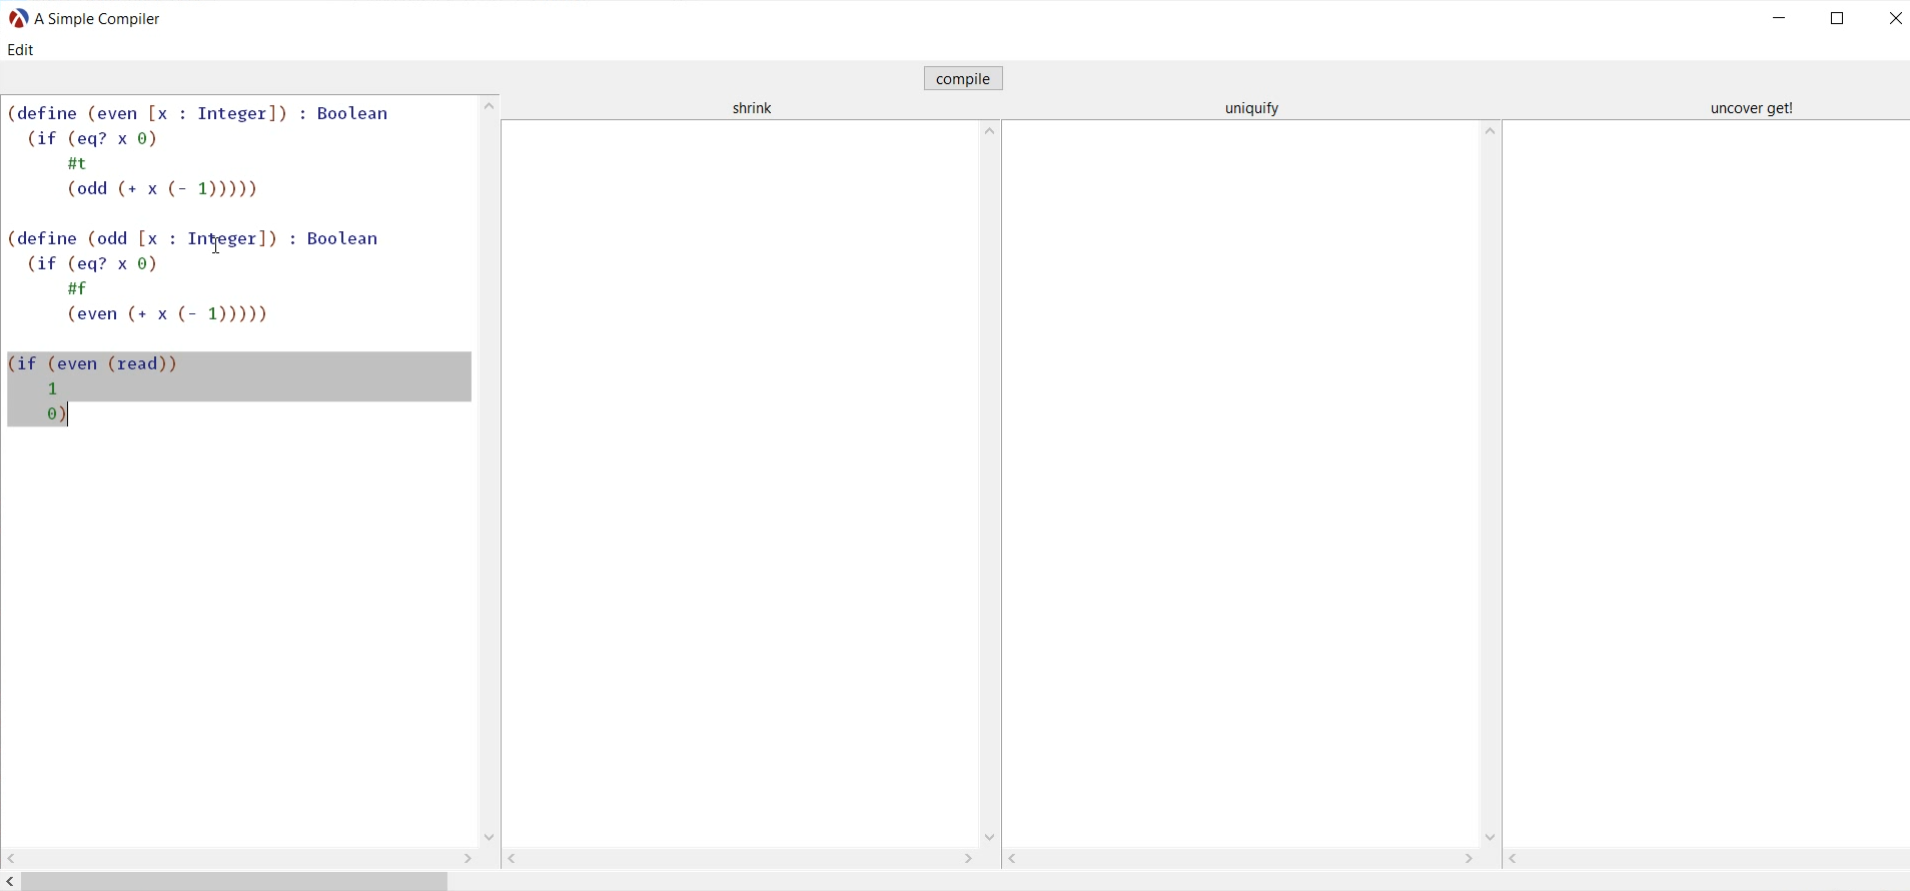 A Simple Compiler
Edit
compile
shrink
uniquify
uncover get!
(define (even [x : Integer]) : Boolean
  (if (eq? x 0)
      #t
      (odd (+ x (- 1)))))
(define (odd [x : Integer]) : Boolean
  (if (eq? x 0)
      #f
      (even (+ x (- 1)))))
(if (even (read))
    1
    0)